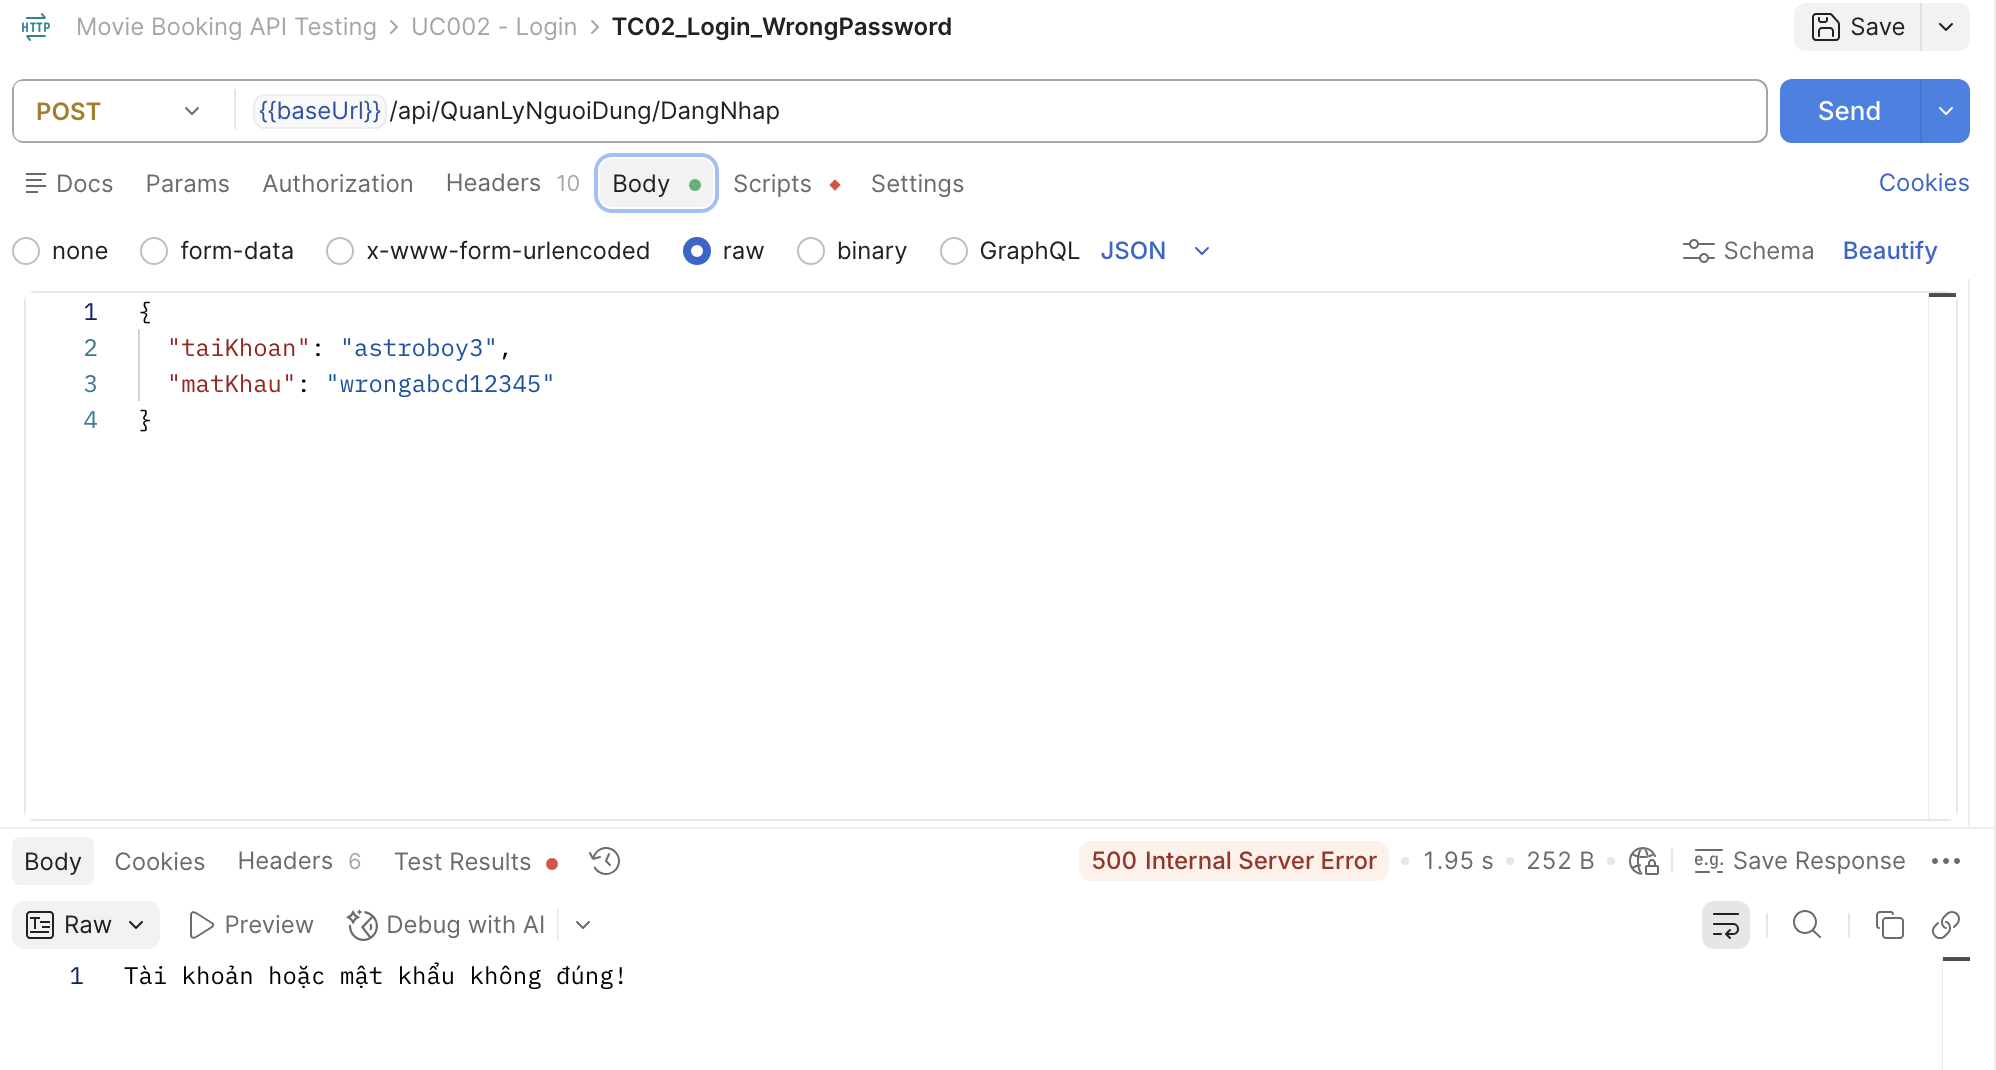 HTTP Movie Booking API Testing > UC002 - Login > TC02_Login_WrongPassword Save
POST {{baseUrl}}/api/QuanLyNguoiDung/DangNhap Send
Docs Params Authorization Headers 10 Body Scripts Settings Cookies
none form-data x-www-form-urlencoded raw binary GraphQL JSON Schema Beautify
1 {
2 "taiKhoan": "astroboy3",
3 "matKhau": "wrongabcd12345"
4 }
Body Cookies Headers 6 Test Results 500 Internal Server Error 1.95 s 252 B e.g. Save Response
Raw Preview Debug with AI
1 Tài khoản hoặc mật khẩu không đúng!